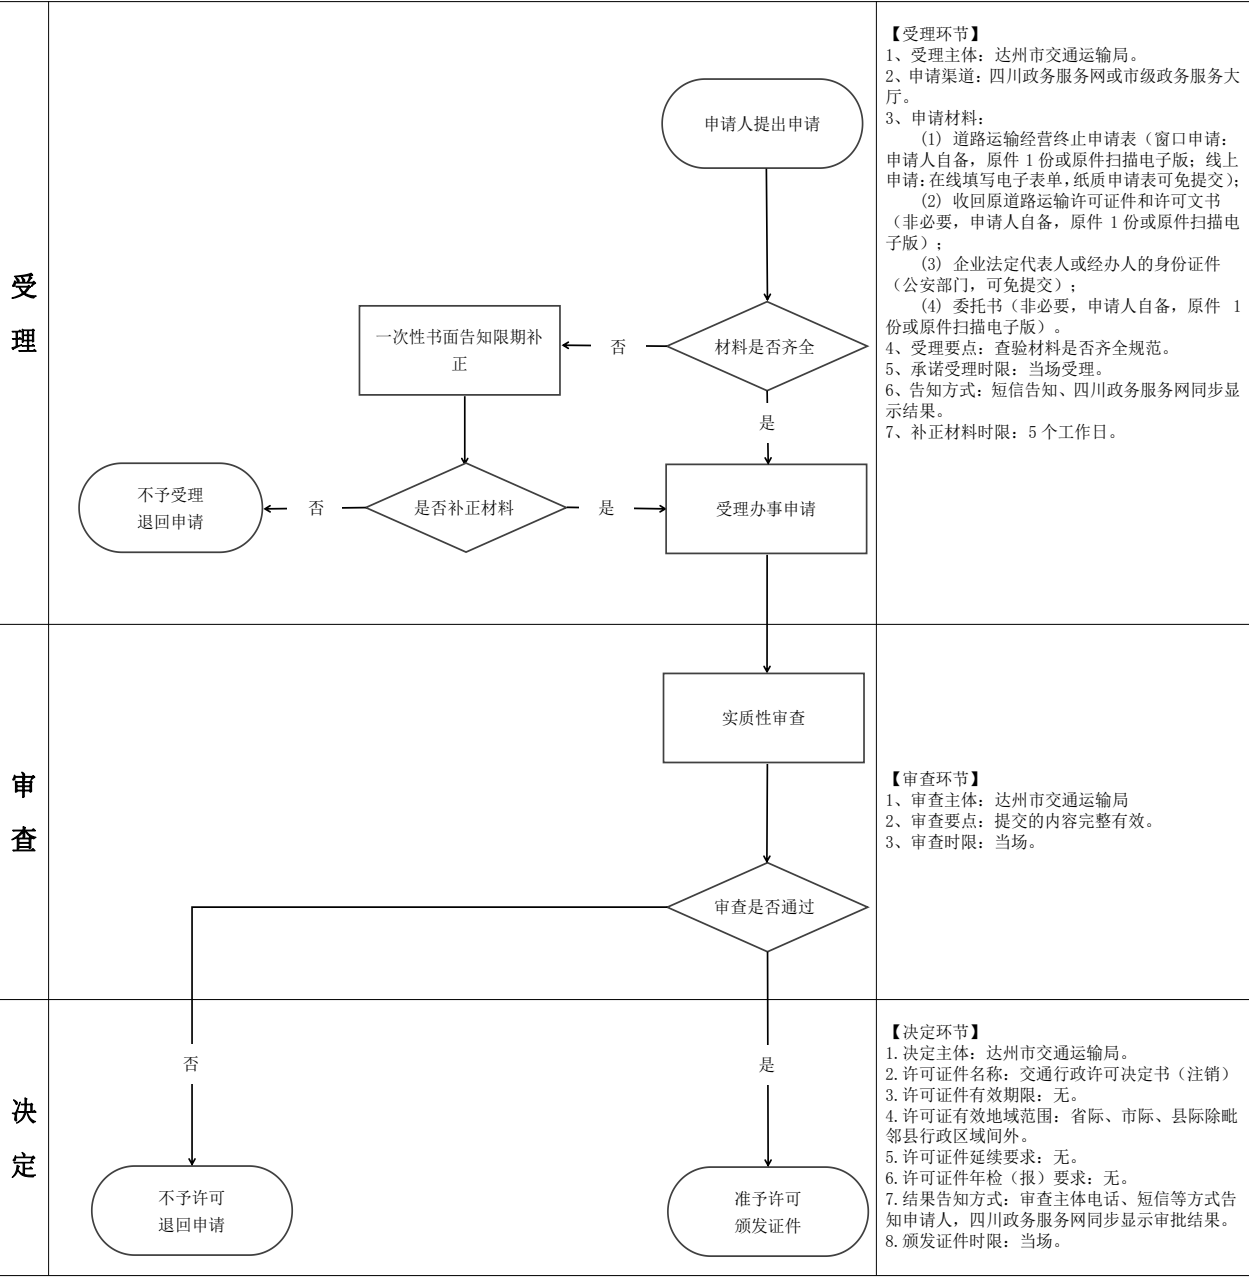 受
理
申请人提出申请
材料是否齐全
否
一次性书面告知限期补
正
是
不予受理
退回申请
否
是否补正材料
是
受理办事申请
【受理环节】
1、受理主体：达州市交通运输局。
2、申请渠道：四川政务服务网或市级政务服务大
厅。
3、申请材料：
(1) 道路运输经营终止申请表（窗口申请：
申请人自备，原件 1 份或原件扫描电子版；线上
申请：在线填写电子表单，纸质申请表可免提交）；
(2) 收回原道路运输许可证件和许可文书
（非必要，申请人自备，原件 1 份或原件扫描电
子版）；
(3) 企业法定代表人或经办人的身份证件
（公安部门，可免提交）；
(4) 委托书（非必要，申请人自备，原件 1
份或原件扫描电子版）。
4、受理要点：查验材料是否齐全规范。
5、承诺受理时限：当场受理。
6、告知方式：短信告知、四川政务服务网同步显
示结果。
7、补正材料时限：5 个工作日。
审
查
实质性审查
审查是否通过
【审查环节】
1、审查主体：达州市交通运输局
2、审查要点：提交的内容完整有效。
3、审查时限：当场。
决
定
否
是
不予许可
退回申请
准予许可
颁发证件
【决定环节】
1.决定主体：达州市交通运输局。
2.许可证件名称：交通行政许可决定书（注销）
3.许可证件有效期限：无。
4.许可证有效地域范围：省际、市际、县际除毗
邻县行政区域间外。
5.许可证件延续要求：无。
6.许可证件年检（报）要求：无。
7.结果告知方式：审查主体电话、短信等方式告
知申请人，四川政务服务网同步显示审批结果。
8.颁发证件时限：当场。